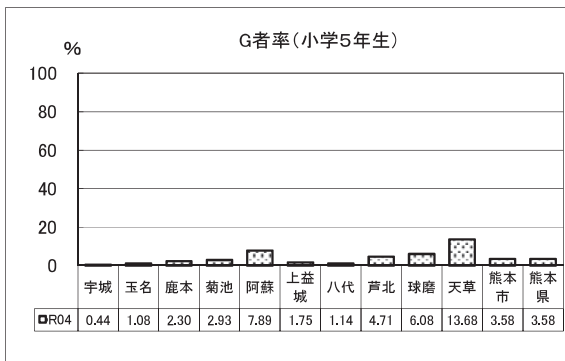 G者率(小学5年生)
%
100
80
60
40
20
0
宇城 玉名 鹿本 菊池 阿蘇 上益城 八代 芦北 球磨 天草 熊本市 熊本県
R04 0.44 1.08 2.30 2.93 7.89 1.75 1.14 4.71 6.08 13.68 3.58 3.58